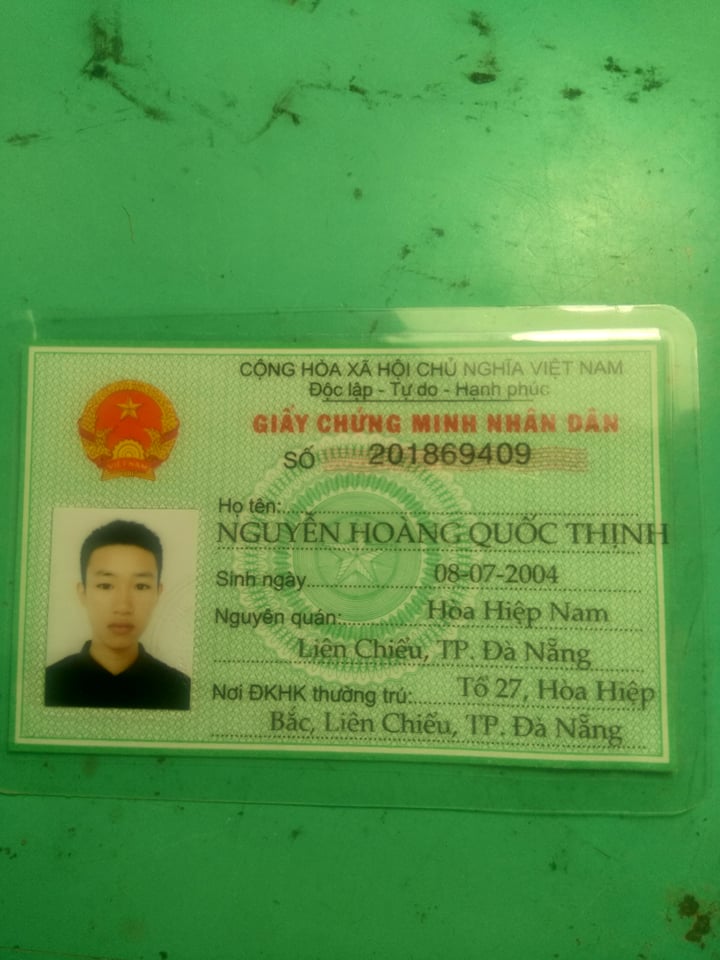 CỘNG HÒA XÃ HỘI CHỦ NGHĨA VIỆT NAM
Độc lập - Tự do - Hạnh phúc
GIẤY CHỨNG MINH NHÂN DÂN
SỐ 201869409
VIỆT NAM
Họ tên:
NGUYỄN HOÀNG QUỐC THỊNH
Sinh ngày 08-07-2004
Nguyên quán: Hòa Hiệp Nam
Liên Chiểu, TP. Đà Nẵng
Nơi ĐKHK thường trú: Tổ 27, Hòa Hiệp
Bắc, Liên Chiểu, TP. Đà Nẵng